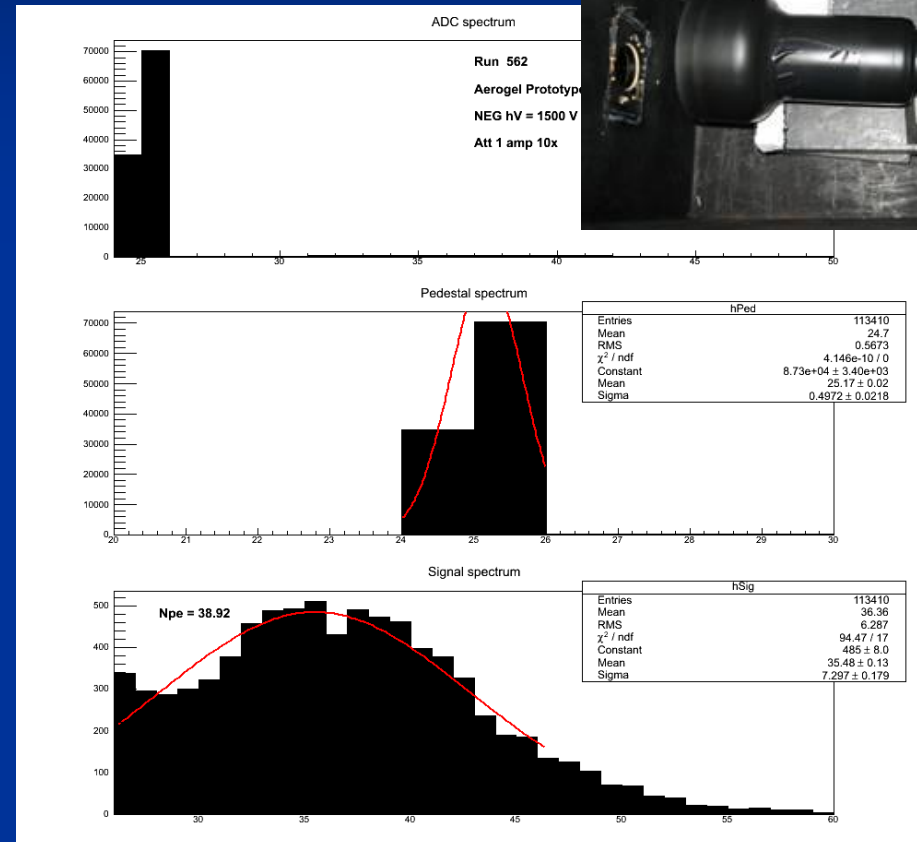 ADC spectrum
70000
60000
50000
40000
30000
20000
10000
0
25 30 35 40 45 50
Run 562
Aerogel Prototype
NEG hV = 1500 V
Att 1 amp 10x
Pedestal spectrum
70000
60000
50000
40000
30000
20000
10000
0
20 21 22 23 24 25 26 27 28 29 30
hPed
Entries 113410
Mean 24.7
RMS 0.5673
χ² / ndf 4.146e-10 / 0
Constant 8.73e+04 ± 3.40e+03
Mean 25.17 ± 0.02
Sigma 0.4972 ± 0.0218
Signal spectrum
500
400
300
200
100
0
30 35 40 45 50 55 60
Npe = 38.92
hSig
Entries 113410
Mean 36.36
RMS 6.287
χ² / ndf 94.47 / 17
Constant 485 ± 8.0
Mean 35.48 ± 0.13
Sigma 7.297 ± 0.179